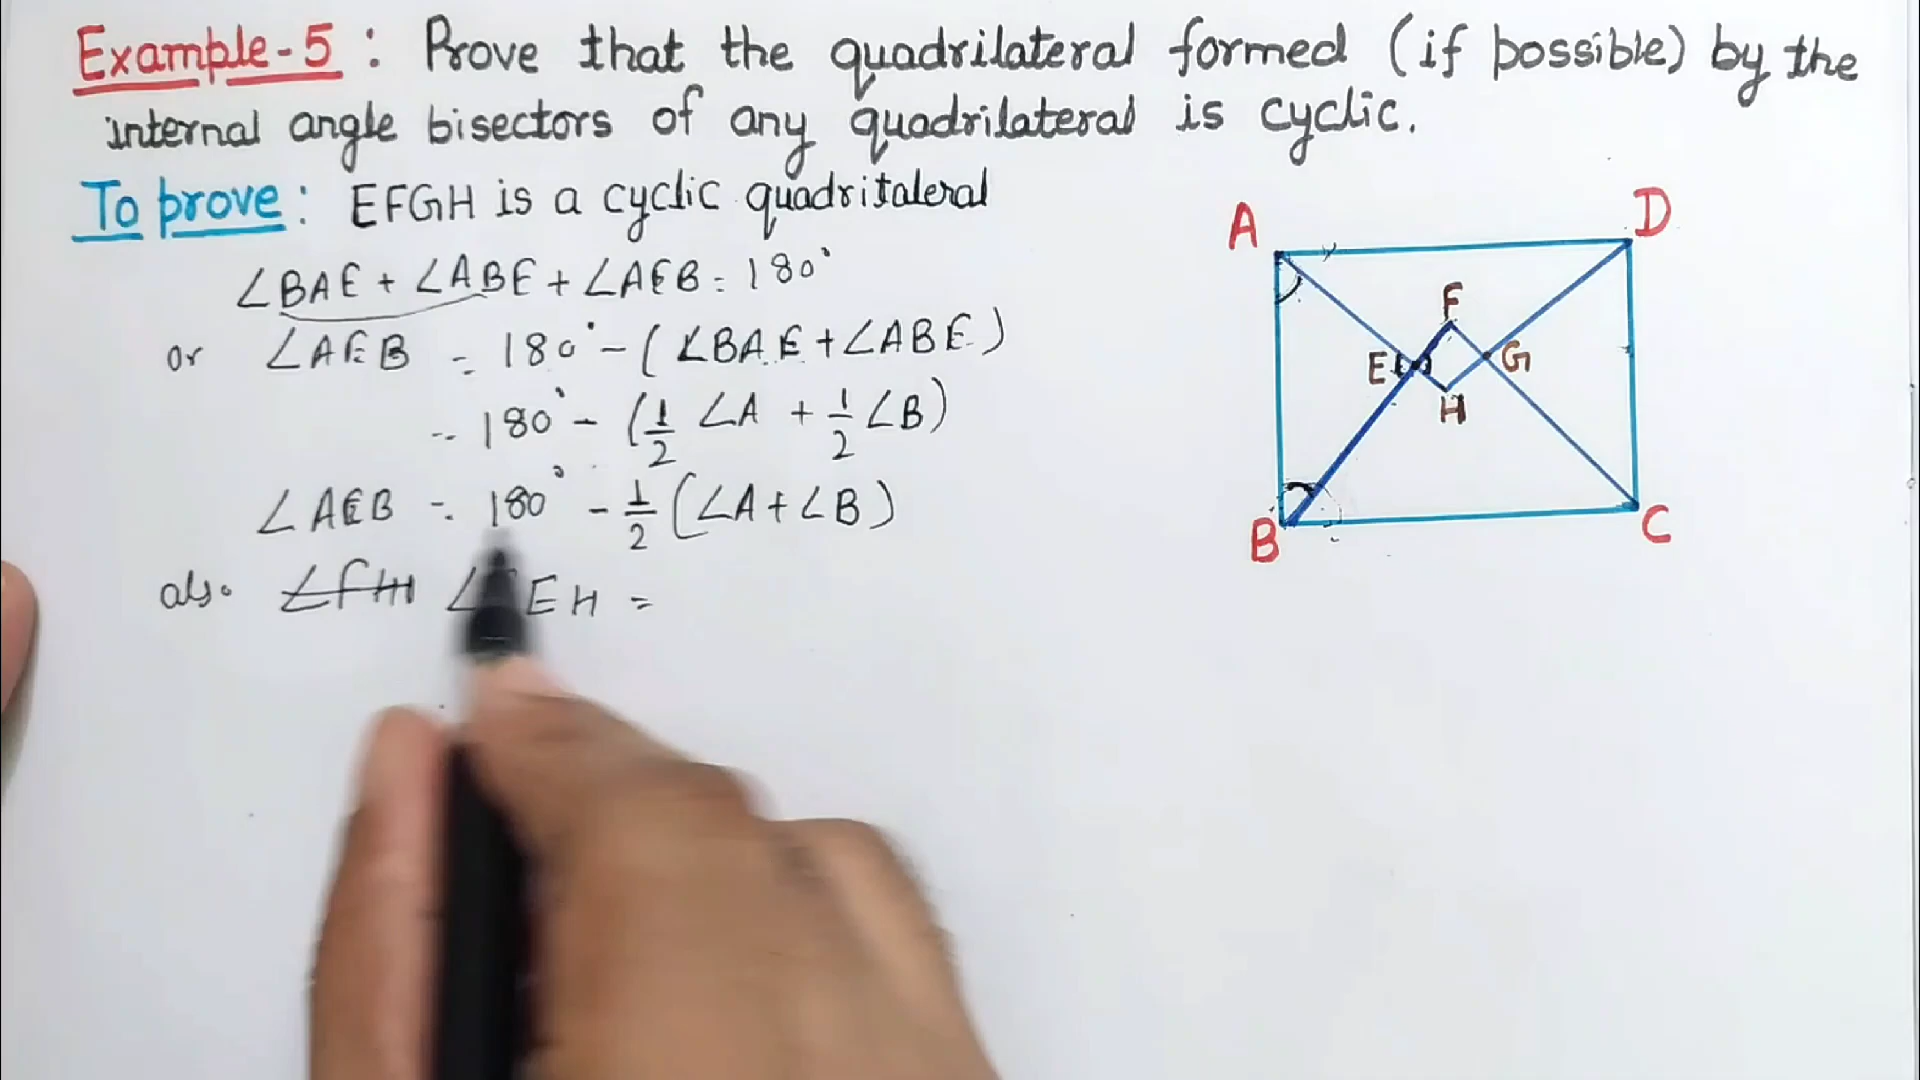 Example-5 : Prove that the quadrilateral formed (if possible) by the
internal angle bisectors of any quadrilateral is cyclic.
To prove : EFGH is a cyclic quadritaleral
∠BAE + ∠ABE + ∠AEB = 180°
or ∠AEB = 180° - (∠BAE + ∠ABE)
= 180° - (1/2 ∠A + 1/2 ∠B)
∠AEB = 180° - 1/2 (∠A + ∠B)
also ∠EH =
A
D
F
E
G
H
B
C